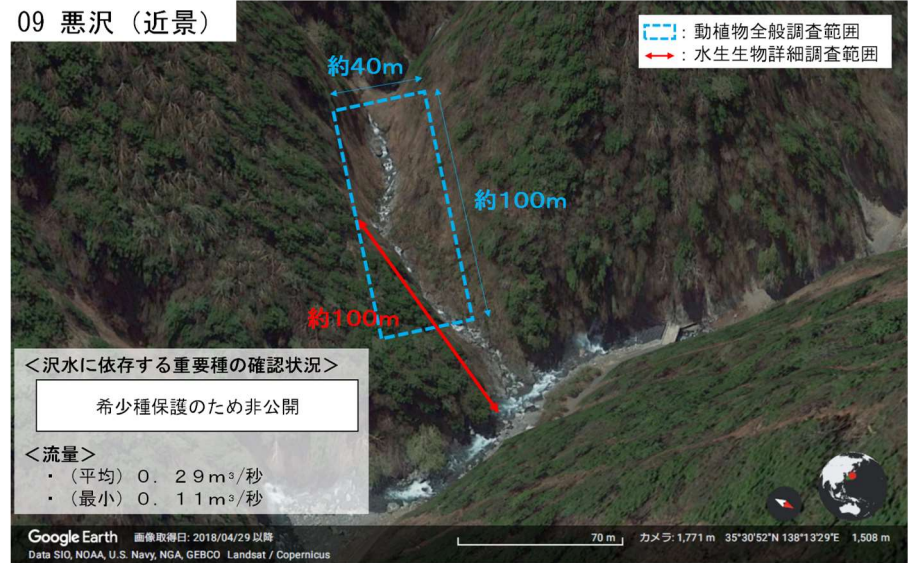 09 悪沢（近景）
：動植物全般調査範囲
：水生生物詳細調査範囲
約40m
約100m
約100m
＜沢水に依存する重要種の確認状況＞
希少種保護のため非公開
＜流量＞
・（平均）０．２９m³/秒
・（最小）０．１１m³/秒
Google Earth 画像取得日: 2018/04/29 以降
70 m カメラ: 1,771 m 35°30'52"N 138°13'29"E 1,508 m
Data SIO, NOAA, U.S. Navy, NGA, GEBCO Landsat / Copernicus